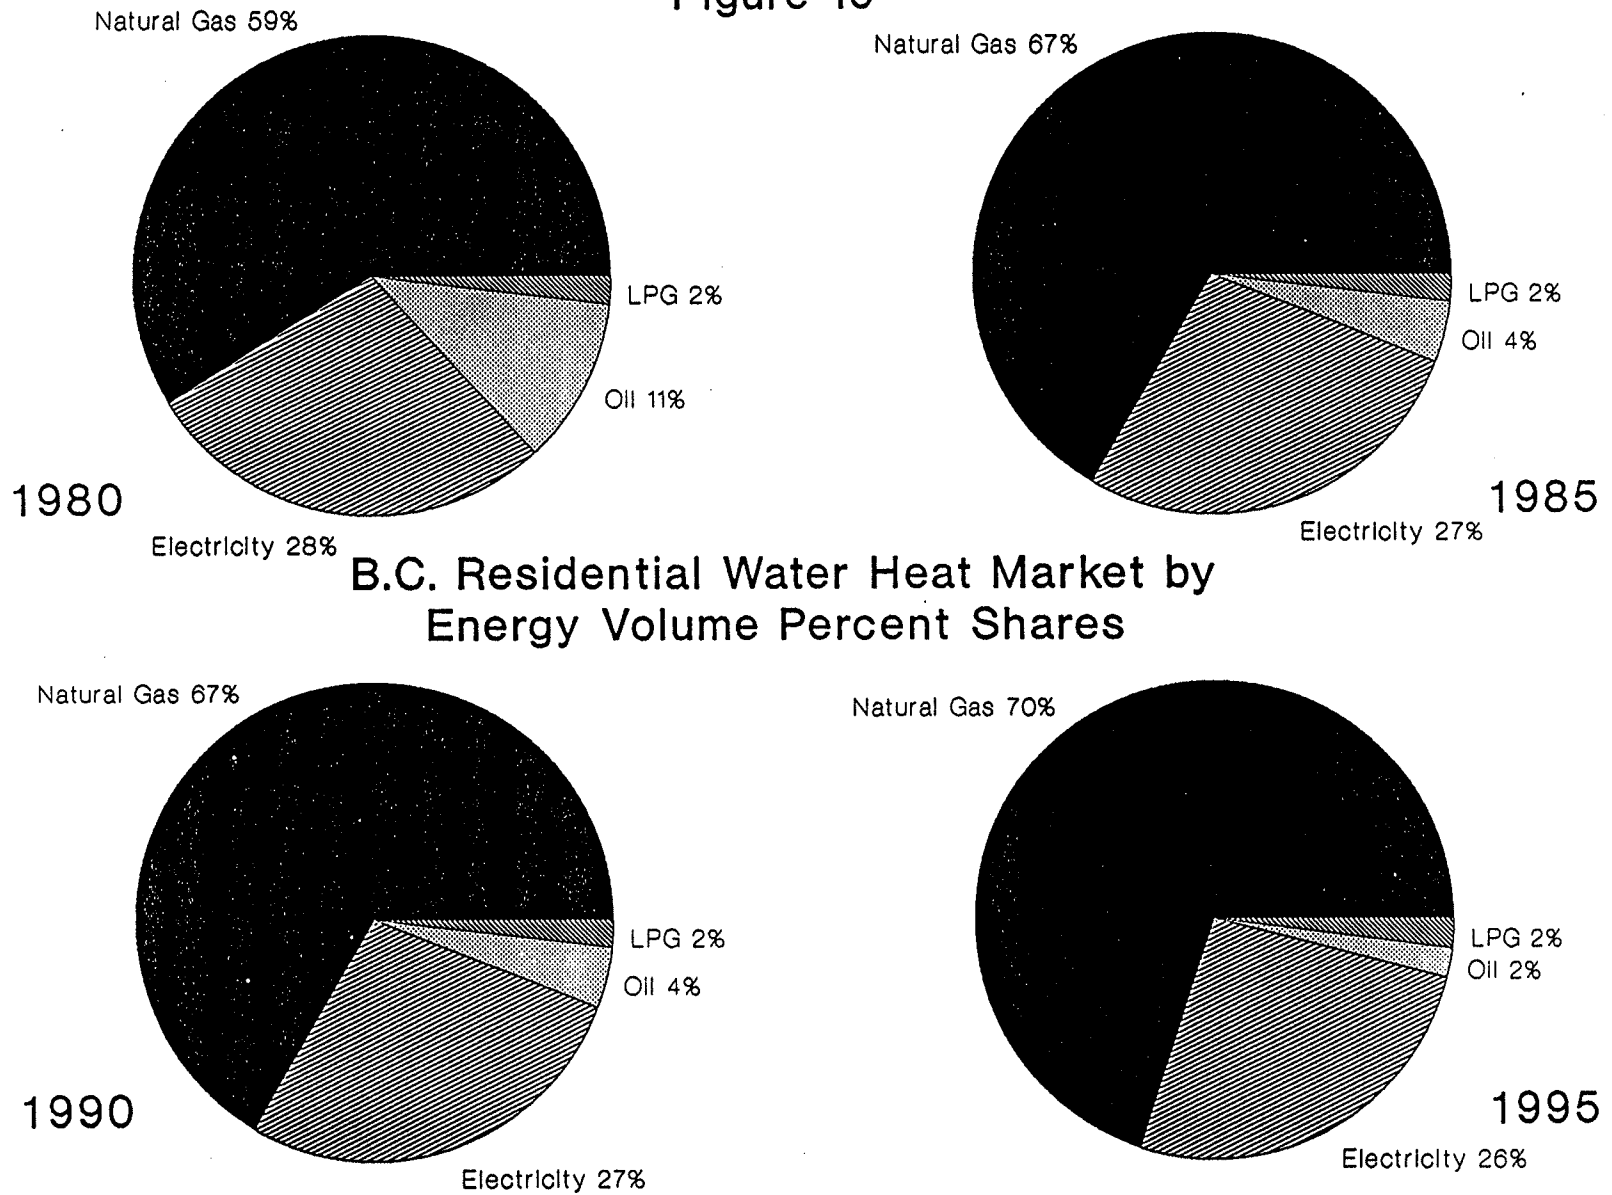 Natural Gas 59%
Natural Gas 67%
LPG 2%
Oil 11%
Electricity 28%
1980
LPG 2%
Oil 4%
Electricity 27%
1985
B.C. Residential Water Heat Market by
Energy Volume Percent Shares
Natural Gas 67%
Natural Gas 70%
LPG 2%
Oil 4%
Electricity 27%
1990
LPG 2%
Oil 2%
Electricity 26%
1995